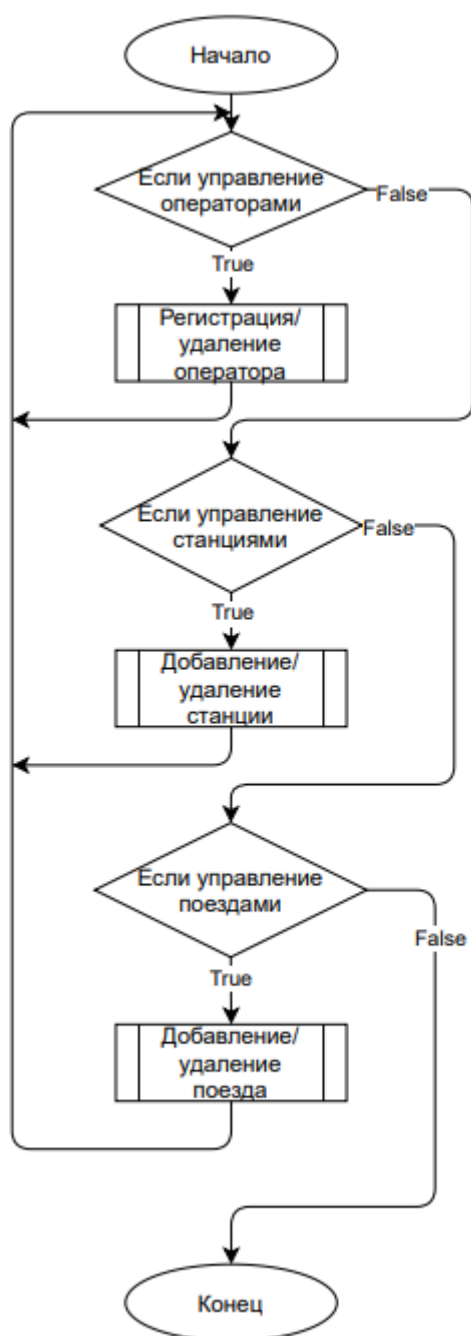 Начало
Если управление
операторами
False
True
Регистрация/
удаление
оператора
Если управление
станциями
False
True
Добавление/
удаление
станции
Если управление
поездами
False
True
Добавление/
удаление
поезда
Конец